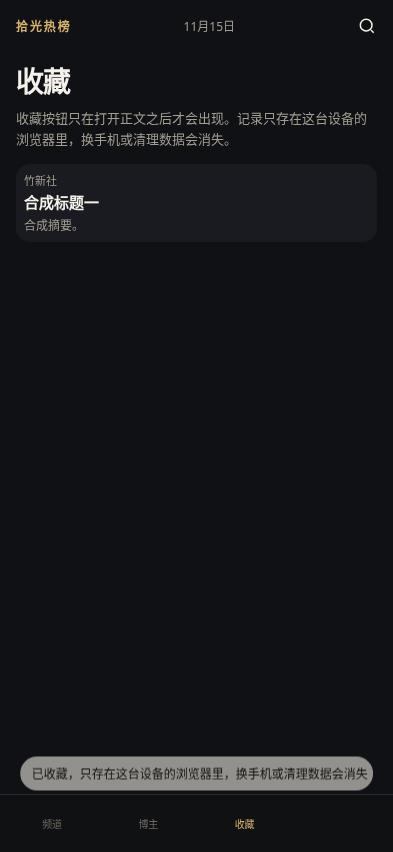 拾光热榜
11月15日
收藏
收藏按钮只在打开正文之后才会出现。记录只存在这台设备的
浏览器里，换手机或清理数据会消失。
竹新社
合成标题一
合成摘要。
已收藏，只存在这台设备的浏览器里，换手机或清理数据会消失
频道
博主
收藏